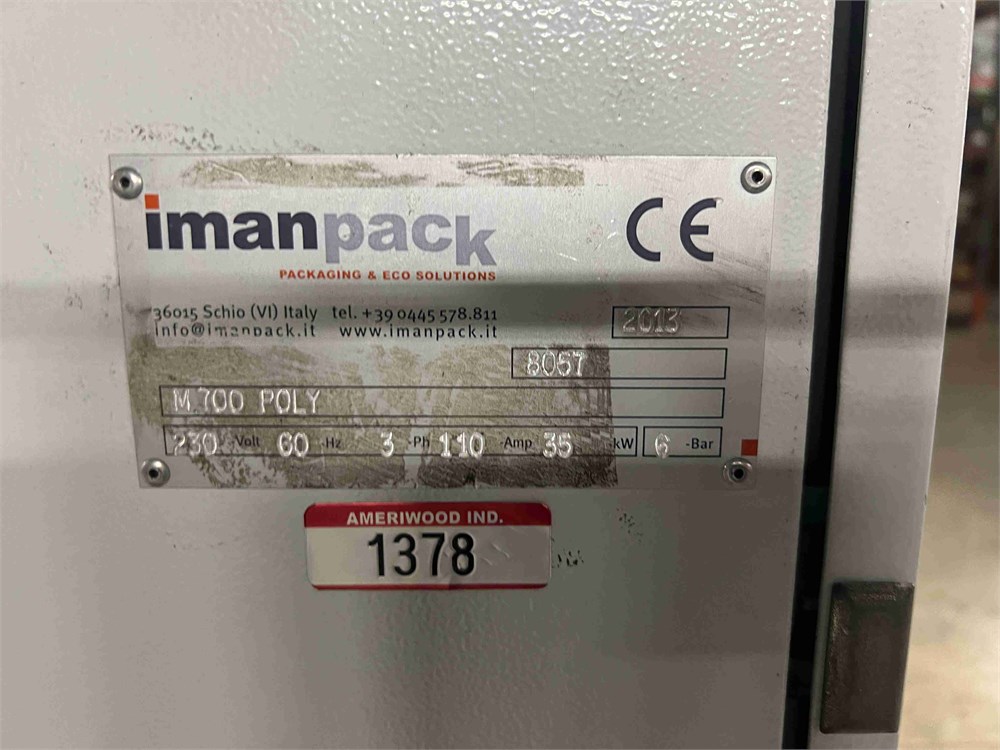 imanpack
CE
PACKAGING & ECO SOLUTIONS
36015 Schio (VI) Italy tel. +39 0445 578.811
info@imanpack.it www.imanpack.it
2013
8057
M.700 POLY
230 -Volt 60 -Hz 3 -Ph 110 -Amp 35 kW 6 -Bar
AMERIWOOD IND.
1378